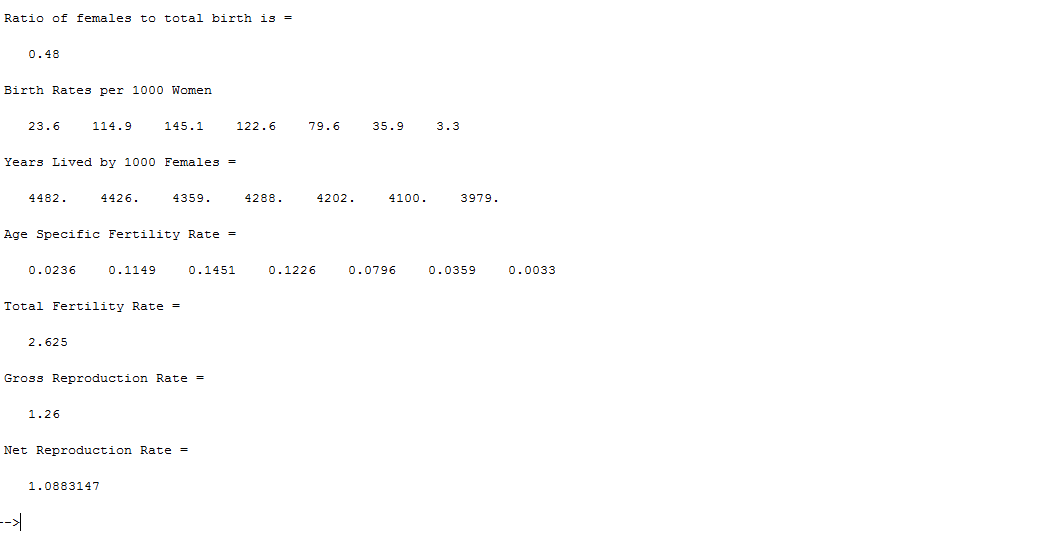 Ratio of females to total birth is =
0.48
Birth Rates per 1000 Women
23.6 114.9 145.1 122.6 79.6 35.9 3.3
Years Lived by 1000 Females =
4482. 4426. 4359. 4288. 4202. 4100. 3979.
Age Specific Fertility Rate =
0.0236 0.1149 0.1451 0.1226 0.0796 0.0359 0.0033
Total Fertility Rate =
2.625
Gross Reproduction Rate =
1.26
Net Reproduction Rate =
1.0883147
-->